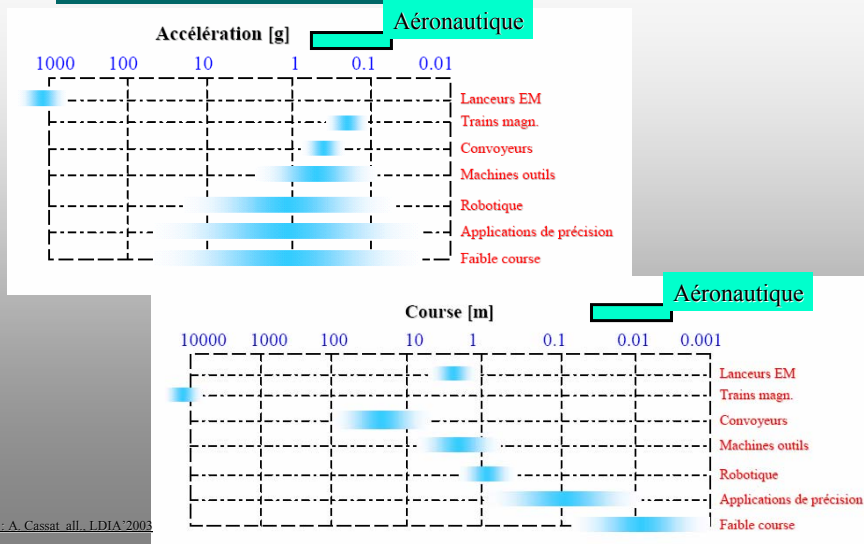 Aéronautique
Accélération [g]
1000 100 10 1 0.1 0.01
Lanceurs EM
Trains magn.
Convoyeurs
Machines outils
Robotique
Applications de précision
Faible course
Aéronautique
Course [m]
10000 1000 100 10 1 0.1 0.01 0.001
Lanceurs EM
Trains magn.
Convoyeurs
Machines outils
Robotique
Applications de précision
Faible course
: A. Cassat all., LDIA'2003